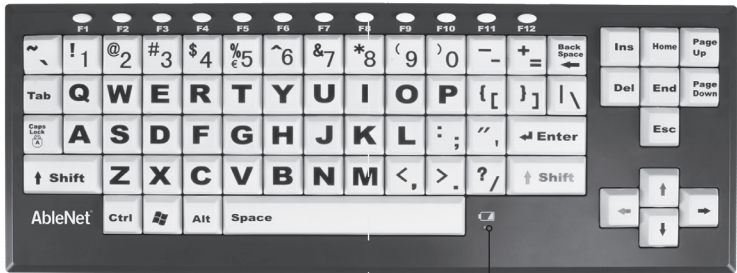 F1 F2 F3 F4 F5 F6 F7 F8 F9 F10 F11 F12
~ ` ! 1 @ 2 # 3 $ 4 % € 5 ^ 6 & 7 * 8 ( 9 ) 0 _ - + = Back Space Ins Home Page Up
Tab Q W E R T Y U I O P { [ } ] | \ Del End Page Down
Caps Lock A A S D F G H J K L : ; " ' Enter Esc
Shift Z X C V B N M < , > . ? / Shift
AbleNet Ctrl Alt Space